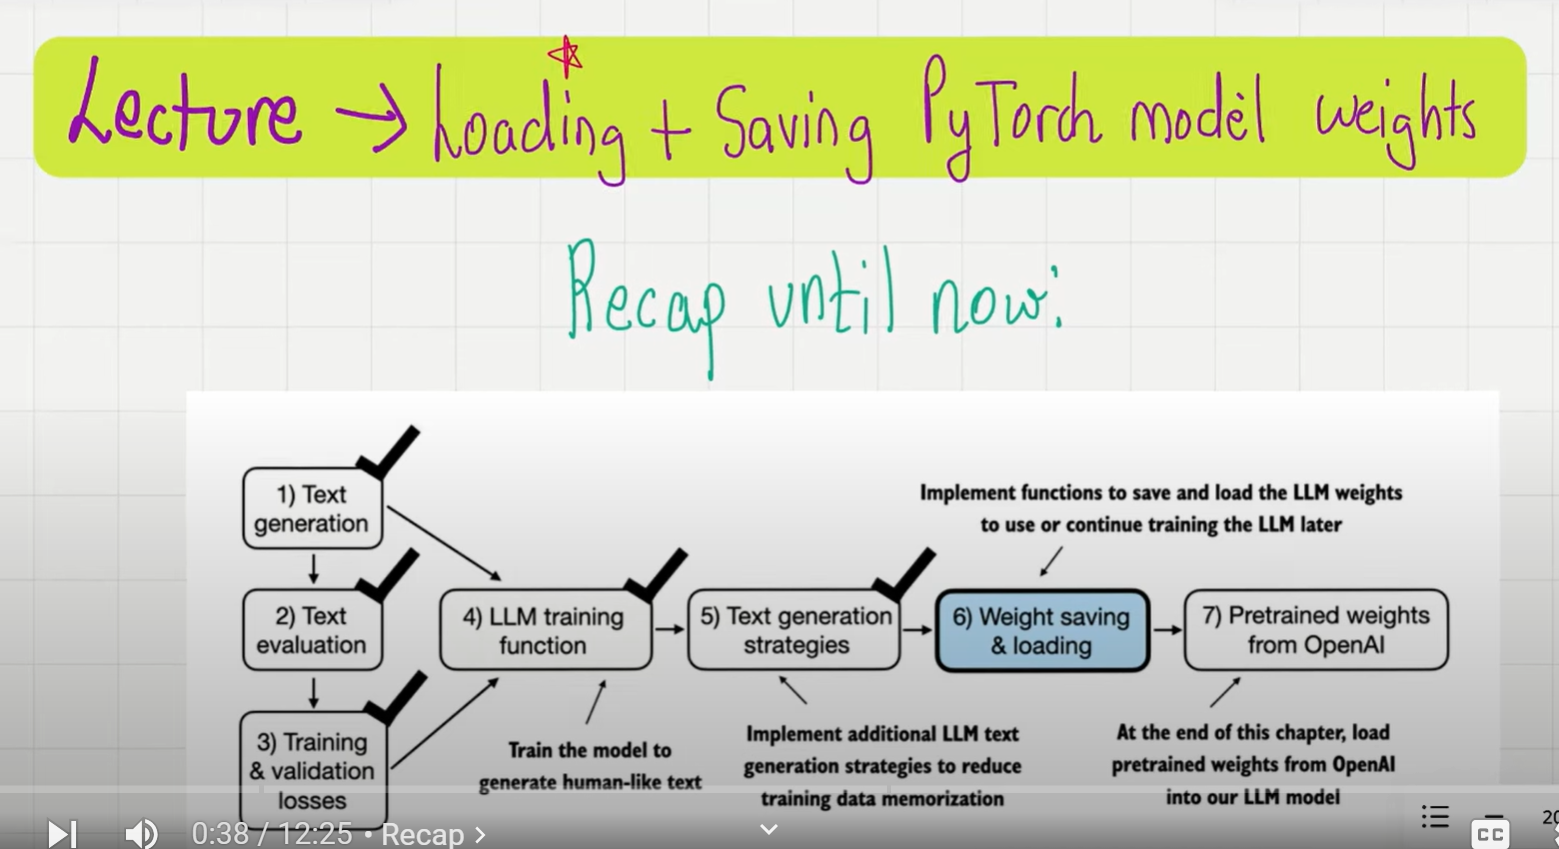 Lecture → Loading + Saving PyTorch model weights
Recap until now:
1) Text
generation
2) Text
evaluation
3) Training
& validation
losses
4) LLM training
function
Train the model to
generate human-like text
5) Text generation
strategies
Implement additional LLM text
generation strategies to reduce
training data memorization
Implement functions to save and load the LLM weights
to use or continue training the LLM later
6) Weight saving
& loading
7) Pretrained weights
from OpenAI
At the end of this chapter, load
pretrained weights from OpenAI
into our LLM model
0:38 / 12:25 • Recap >
CC
20